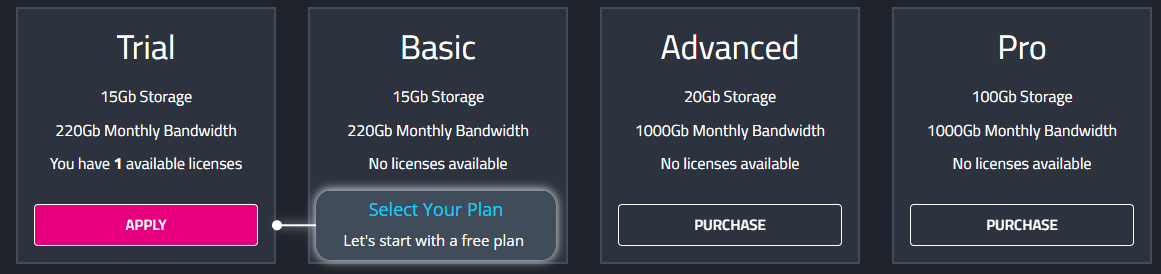 Trial
15Gb Storage
220Gb Monthly Bandwidth
You have 1 available licenses
APPLY
Basic
15Gb Storage
220Gb Monthly Bandwidth
No licenses available
Select Your Plan
Let's start with a free plan
Advanced
20Gb Storage
1000Gb Monthly Bandwidth
No licenses available
PURCHASE
Pro
100Gb Storage
1000Gb Monthly Bandwidth
No licenses available
PURCHASE